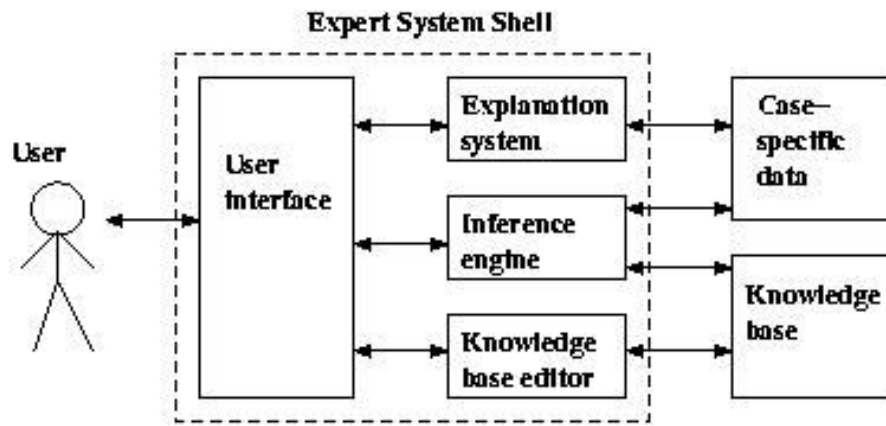 Expert System Shell
User
User
interface
Explanation
system
Inference
engine
Knowledge
base editor
Case–
specific
data
Knowledge
base